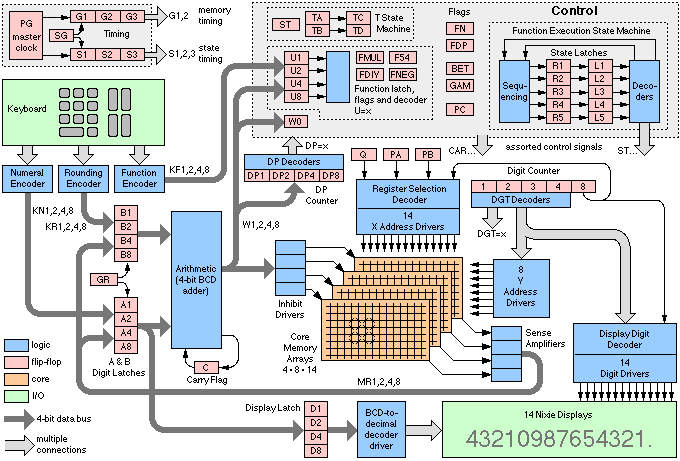 PG master clock
G1 G2 G3
G1,2
memory timing
Timing
SG
S1 S2 S3
S1,2,3
state timing
ST
TA TC
TB TD
T State Machine
Flags
FN
FDP
BET
GAM
PC
Control
Function Execution State Machine
State Latches
Sequencing
R1 L1
R2 L2
R3 L3
R4 L4
R5 L5
Decoders
U1
U2
U4
U8
FMUL F54
FDIY FNEG
Function latch, flags and decoder
U=x
W0
Keyboard
Numeral Encoder
Rounding Encoder
Function Encoder
KF1,2,4,8
KN1,2,4,8
KR1,2,4,8
DP=x
DP Decoders
DP1 DP2 DP4 DP8
DP Counter
W1,2,4,8
CAR...
assorted control signals
ST...
Q PA PB
Register Selection Decoder
14
X Address Drivers
Digit Counter
1 2 3 4 8
DGT Decoders
DGT=x
B1
B2
B4
B8
GR
A1
A2
A4
A8
A & B Digit Latches
Arithmetic (4-bit BCD adder)
C
Carry Flag
Inhibit Drivers
Core Memory Arrays
4 • 8 • 14
8
Y
Address Drivers
Sense Amplifiers
MR1,2,4,8
Display Digit Decoder
14
Digit Drivers
logic
flip-flop
core
I/O
4-bit data bus
multiple connections
Display Latch
D1
D2
D4
D8
BCD-to-decimal decoder driver
14 Nixie Displays
43210987654321.